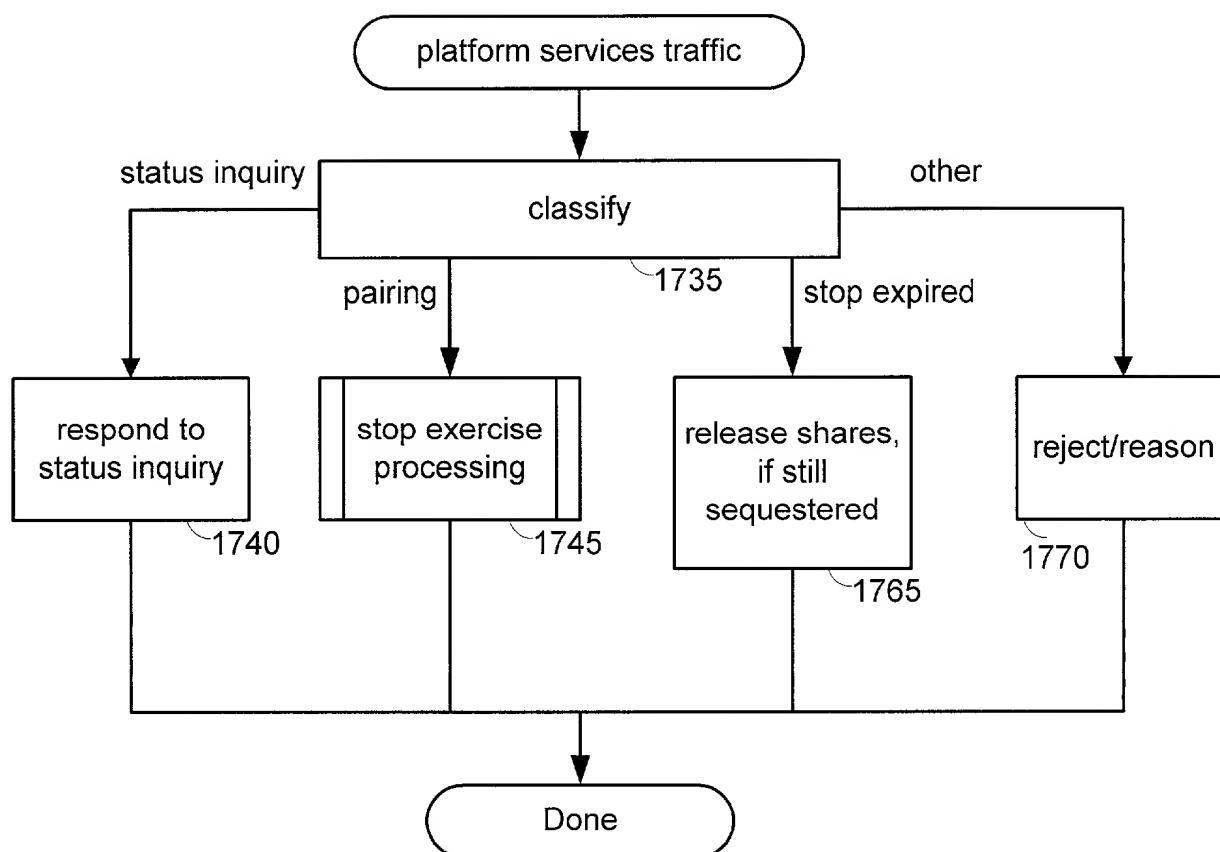 platform services traffic
status inquiry
other
classify
1735
pairing
stop expired
respond to
status inquiry
stop exercise
processing
release shares,
if still
sequestered
reject/reason
1740
1745
1765
1770
Done